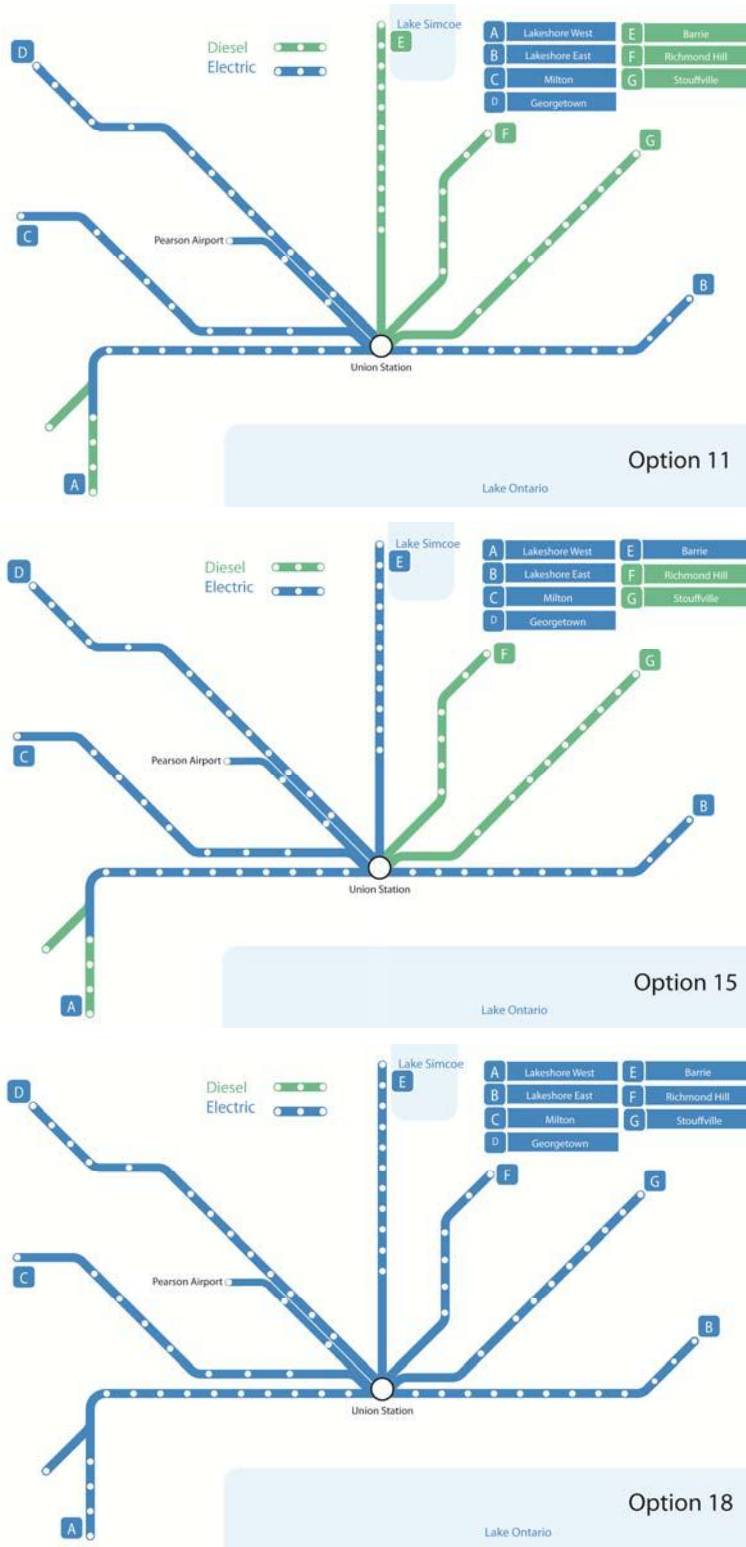 Lake Simcoe
D
Diesel
Electric
E
A Lakeshore West E Barrie
B Lakeshore East F Richmond Hill
C Milton G Stouffville
D Georgetown
F
G
C
Pearson Airport
B
Union Station
A
Option 11
Lake Ontario
Lake Simcoe
D
Diesel
Electric
E
A Lakeshore West E Barrie
B Lakeshore East F Richmond Hill
C Milton G Stouffville
D Georgetown
F
G
C
Pearson Airport
B
Union Station
A
Option 15
Lake Ontario
Lake Simcoe
D
Diesel
Electric
E
A Lakeshore West E Barrie
B Lakeshore East F Richmond Hill
C Milton G Stouffville
D Georgetown
F
G
C
Pearson Airport
B
Union Station
A
Option 18
Lake Ontario